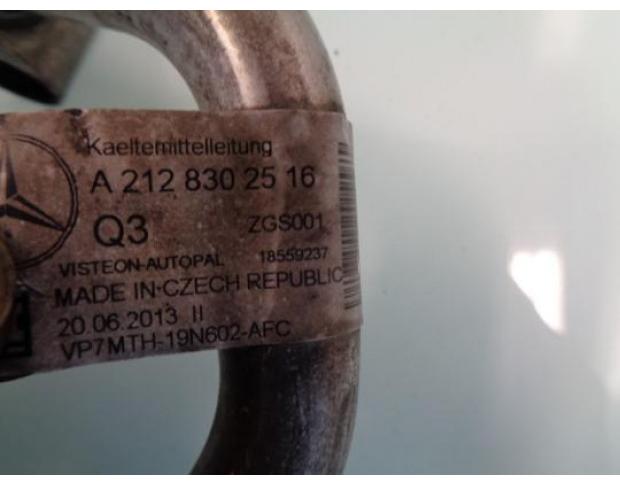 Kaeltemittelleitung
A 212 830 25 16
Q3 ZGS001
VISTEON-AUTOPAL 18559237
MADE IN CZECH REPUBLIC
20.06.2013 II
VP7MTH-19N602-AFC